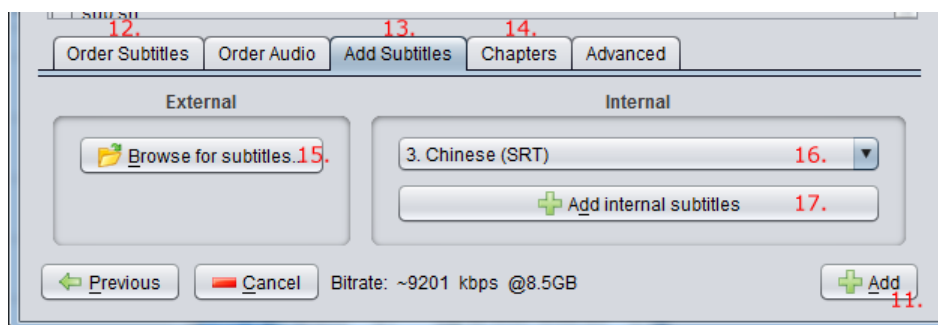 12. 13. 14.
Order Subtitles Order Audio Add Subtitles Chapters Advanced
External Internal
Browse for subtitles... 15. 3. Chinese (SRT) 16.
Add internal subtitles 17.
Previous Cancel Bitrate: ~9201 kbps @8.5GB Add
11.